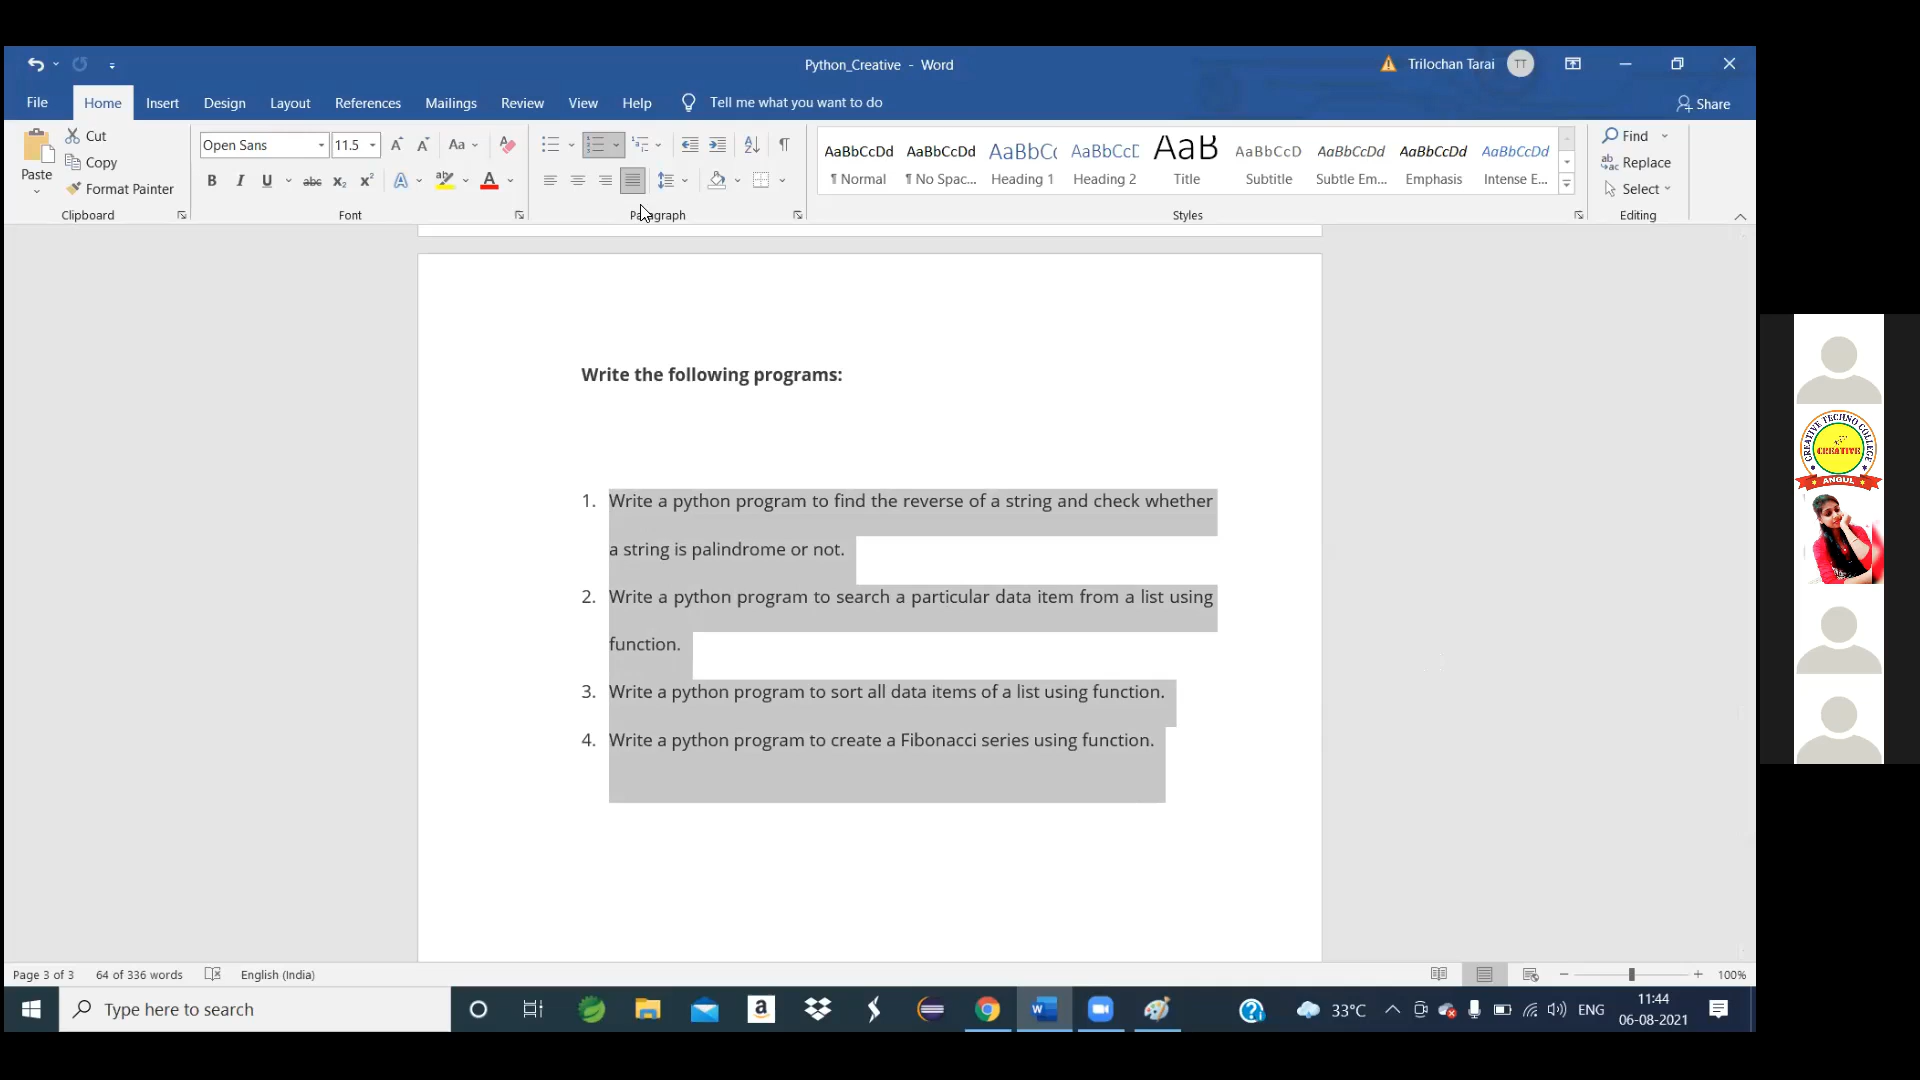 Python_Creative - Word
Trilochan Tarai
TT
File
Home
Insert
Design
Layout
References
Mailings
Review
View
Help
Tell me what you want to do
Share
Paste
Cut
Copy
Format Painter
Clipboard
Open Sans
11.5
Font
Paragraph
AaBbCcDd
¶ Normal
AaBbCcDd
¶ No Spac...
AaBbCc
Heading 1
AaBbCcD
Heading 2
AaB
Title
AaBbCcD
Subtitle
AaBbCcDd
Subtle Em...
AaBbCcDd
Emphasis
AaBbCcDd
Intense E...
Styles
Find
Replace
Select
Editing
Write the following programs:
1. Write a python program to find the reverse of a string and check whether
a string is palindrome or not.
2. Write a python program to search a particular data item from a list using
function.
3. Write a python program to sort all data items of a list using function.
4. Write a python program to create a Fibonacci series using function.
CREATIVE TECHNO COLLEGE
CREATIVE
ANGUL
Page 3 of 3
64 of 336 words
English (India)
100%
Type here to search
33°C
ENG
11:44
06-08-2021